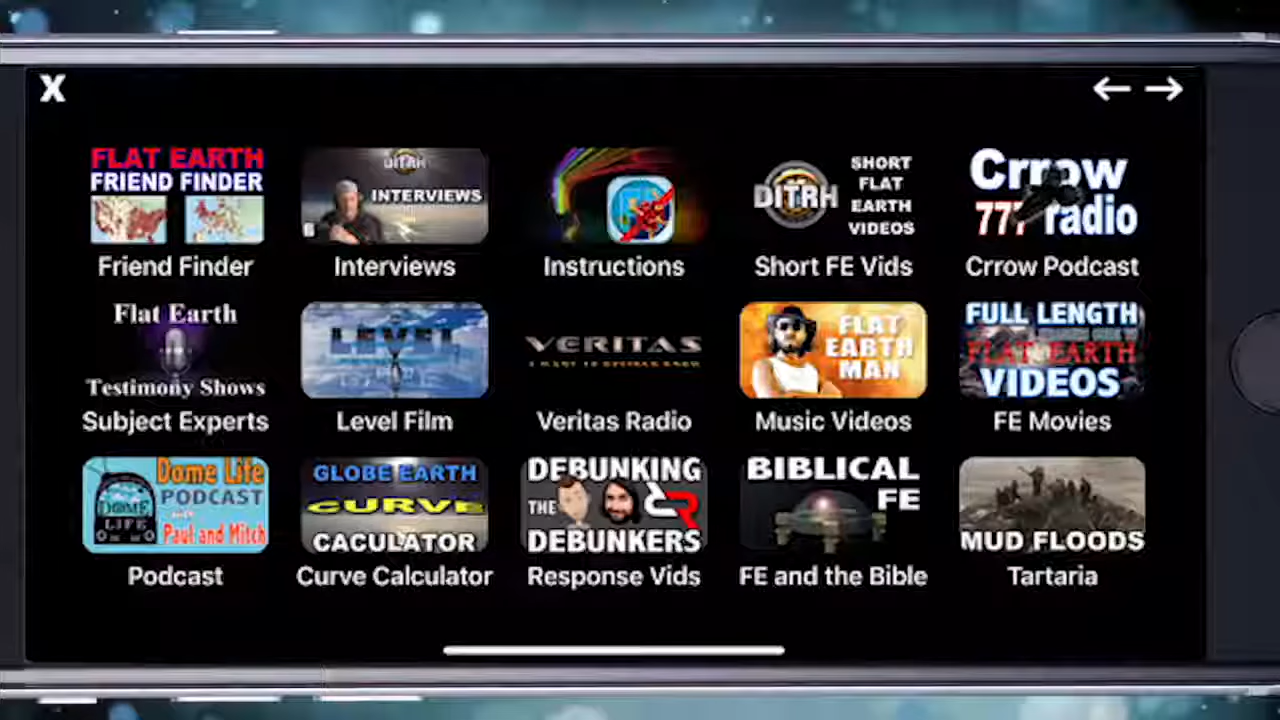 X
FLAT EARTH
FRIEND FINDER
Friend Finder
DITRH
INTERVIEWS
Interviews
Instructions
DITRH
SHORT
FLAT
EARTH
VIDEOS
Short FE Vids
Crrow
777 radio
Crrow Podcast
Flat Earth
Testimony Shows
Subject Experts
LEVEL
Level Film
VERITAS
Veritas Radio
FLAT
EARTH
MAN
Music Videos
FULL LENGTH
FLAT EARTH
VIDEOS
FE Movies
Dome Life
PODCAST
with
Paul and Mitch
DOME
LIFE
Podcast
GLOBE EARTH
CURVE
CACULATOR
Curve Calculator
DEBUNKING
THE
DEBUNKERS
Response Vids
BIBLICAL
FE
FE and the Bible
MUD FLOODS
Tartaria